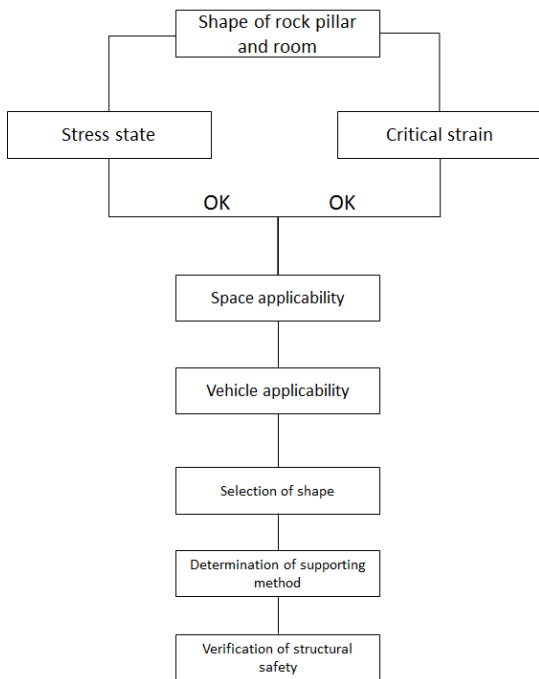 Shape of rock pillar
and room
Stress state
Critical strain
OK
OK
Space applicability
Vehicle applicability
Selection of shape
Determination of supporting
method
Verification of structural
safety